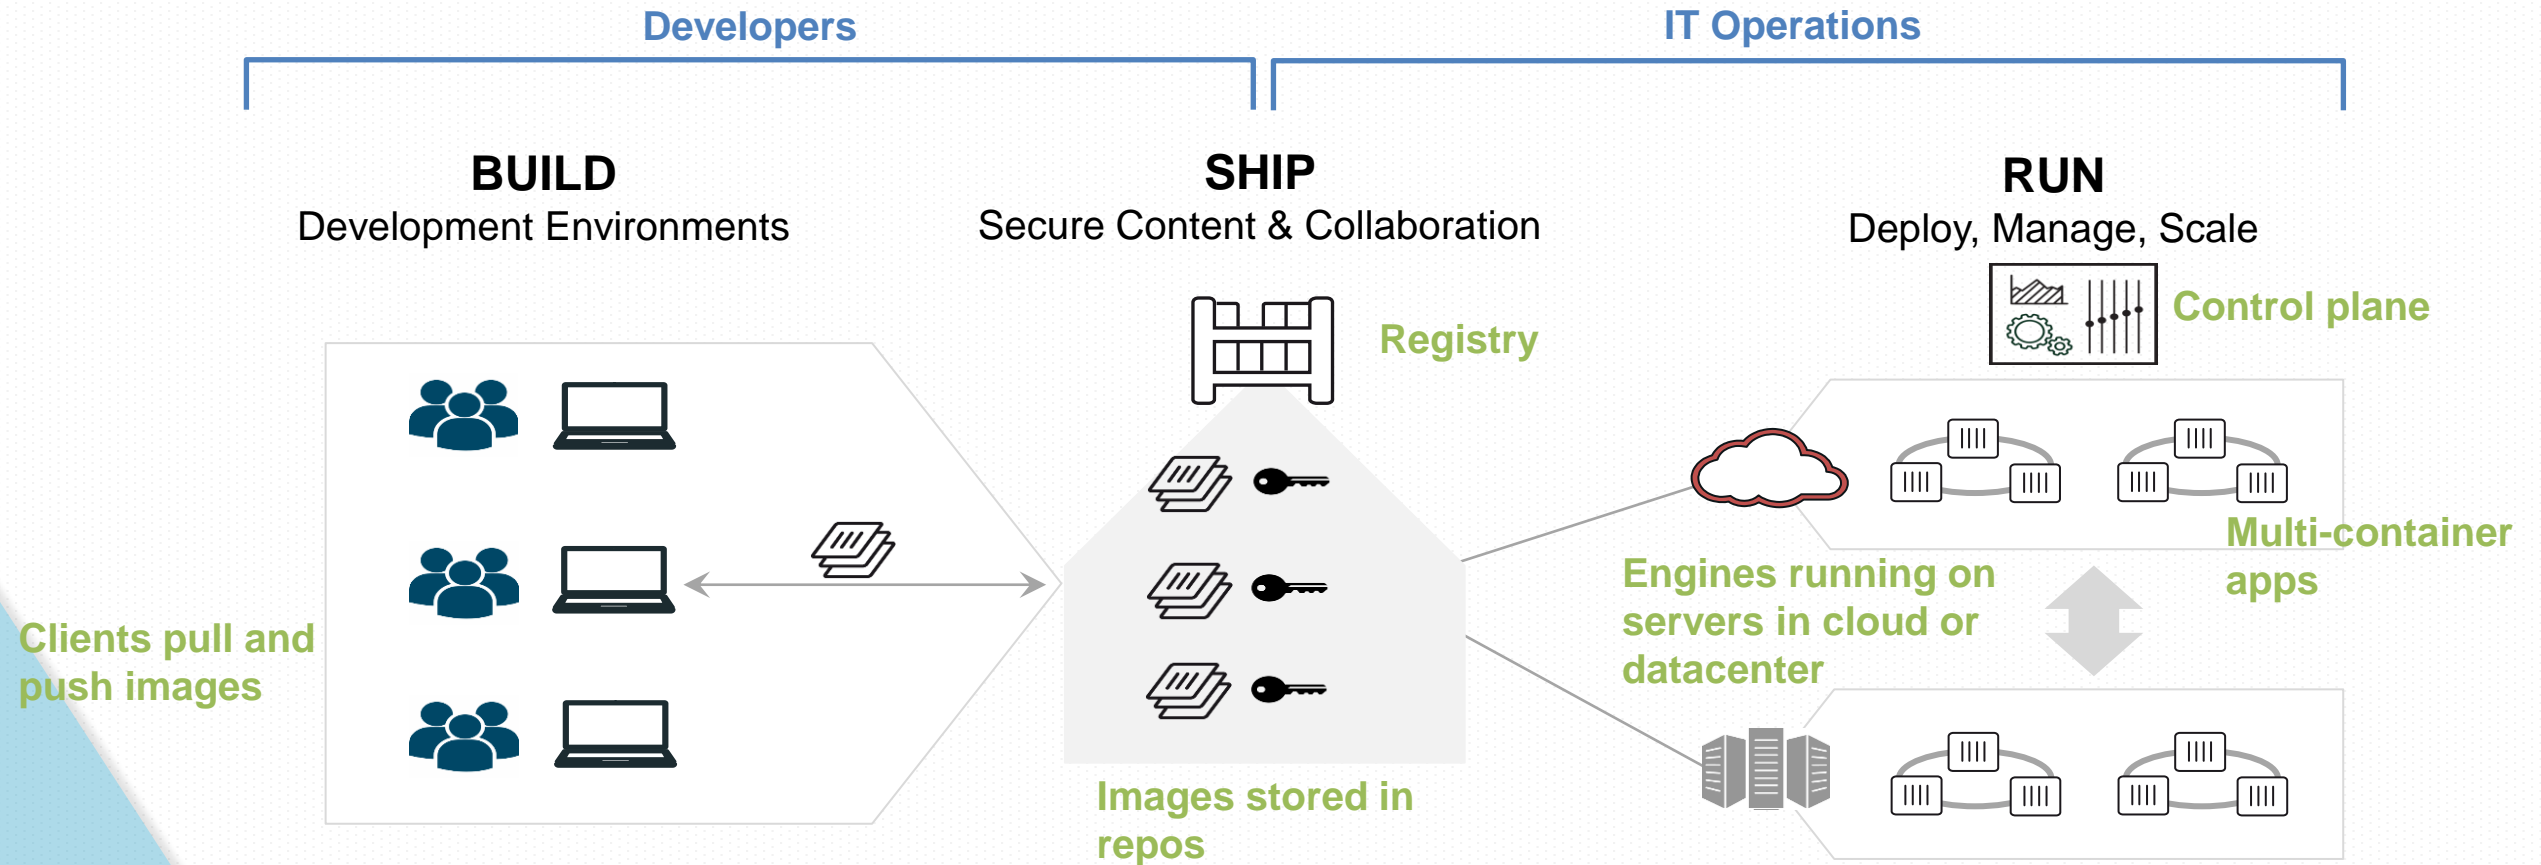 Developers
IT Operations
BUILD
Development Environments
SHIP
Secure Content & Collaboration
RUN
Deploy, Manage, Scale
Control plane
Registry
Multi-container
apps
Engines running on
servers in cloud or
datacenter
Clients pull and
push images
Images stored in
repos